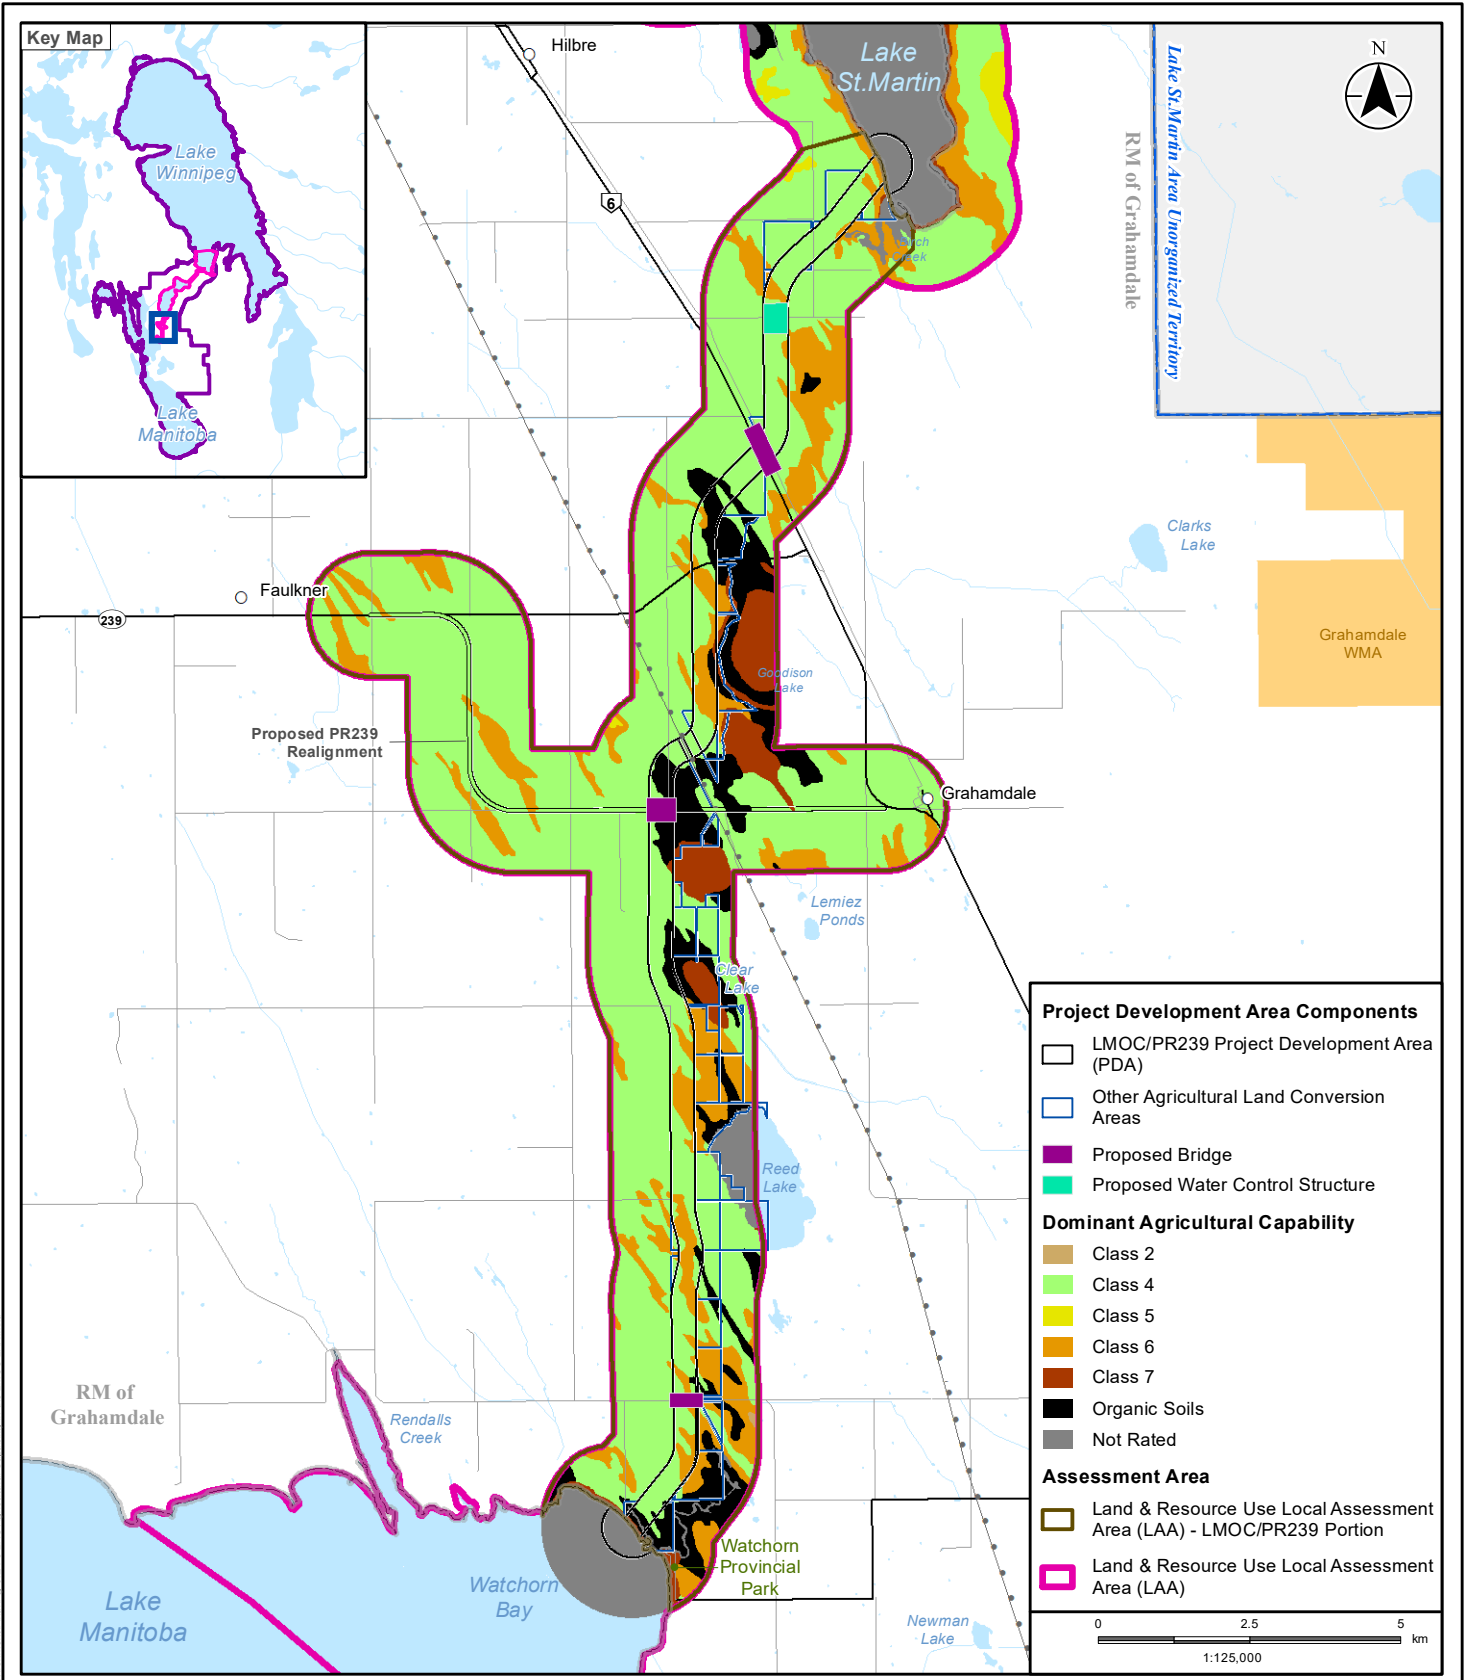 Key Map
Lake
Winnipeg
Lake
Manitoba
Hilbre
Lake
St.Martin
N
6
RM of Grahamdale
Lake St.Martin Area Unorganized Territory
Creek
Clarks
Lake
Faulkner
239
Grahamdale
WMA
Goodison
Lake
Proposed PR239
Realignment
Grahamdale
Lemiez
Ponds
Clear
Lake
Reed
Lake
RM of
Grahamdale
Rendalls
Creek
Watchorn
Provincial
Park
Watchorn
Bay
Lake
Manitoba
Newman
Lake
Project Development Area Components
LMOC/PR239 Project Development Area
(PDA)
Other Agricultural Land Conversion
Areas
Proposed Bridge
Proposed Water Control Structure
Dominant Agricultural Capability
Class 2
Class 4
Class 5
Class 6
Class 7
Organic Soils
Not Rated
Assessment Area
Land & Resource Use Local Assessment
Area (LAA) - LMOC/PR239 Portion
Land & Resource Use Local Assessment
Area (LAA)
0 2.5 5
km
1:125,000